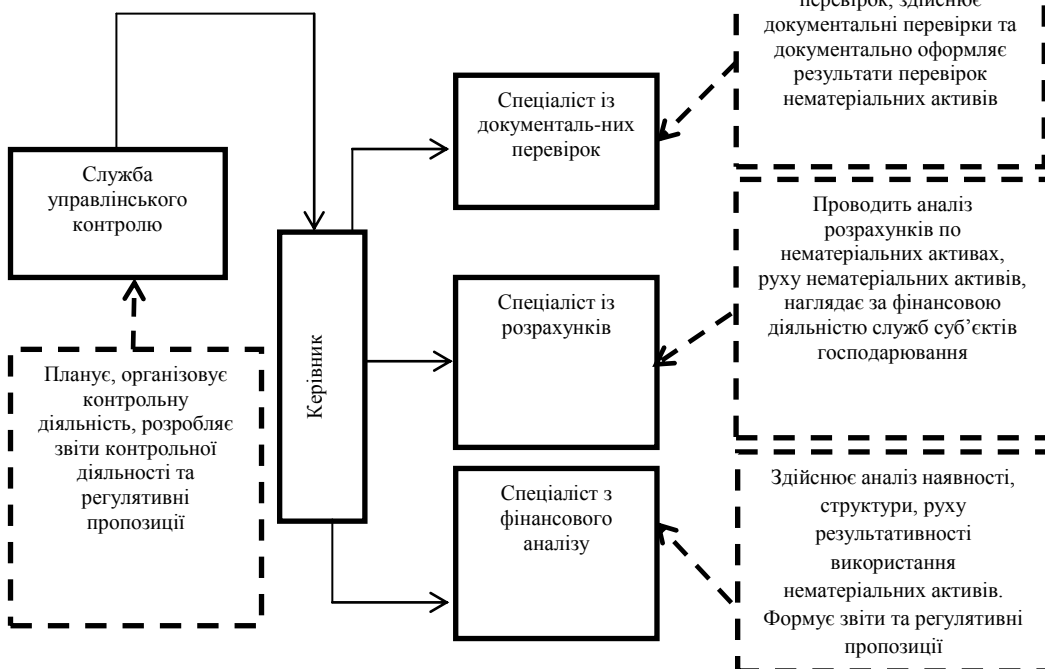 Служба
управлінського
контролю
Планує, організовує
контрольну
діяльність, розробляє
звіти контрольної
діяльності та
регулятивні
пропозиції
Керівник
Спеціаліст із
документаль-них
перевірок
Спеціаліст із
розрахунків
Спеціаліст з
фінансового
аналізу
перевірок, здійснює
документальні перевірки та
документально оформляє
результати перевірок
нематеріальних активів
Проводить аналіз
розрахунків по
нематеріальних активах,
руху нематеріальних активів,
наглядає за фінансовою
діяльністю служб суб’єктів
господарювання
Здійснює аналіз наявності,
структури, руху
результативності
використання
нематеріальних активів.
Формує звіти та регулятивні
пропозиції